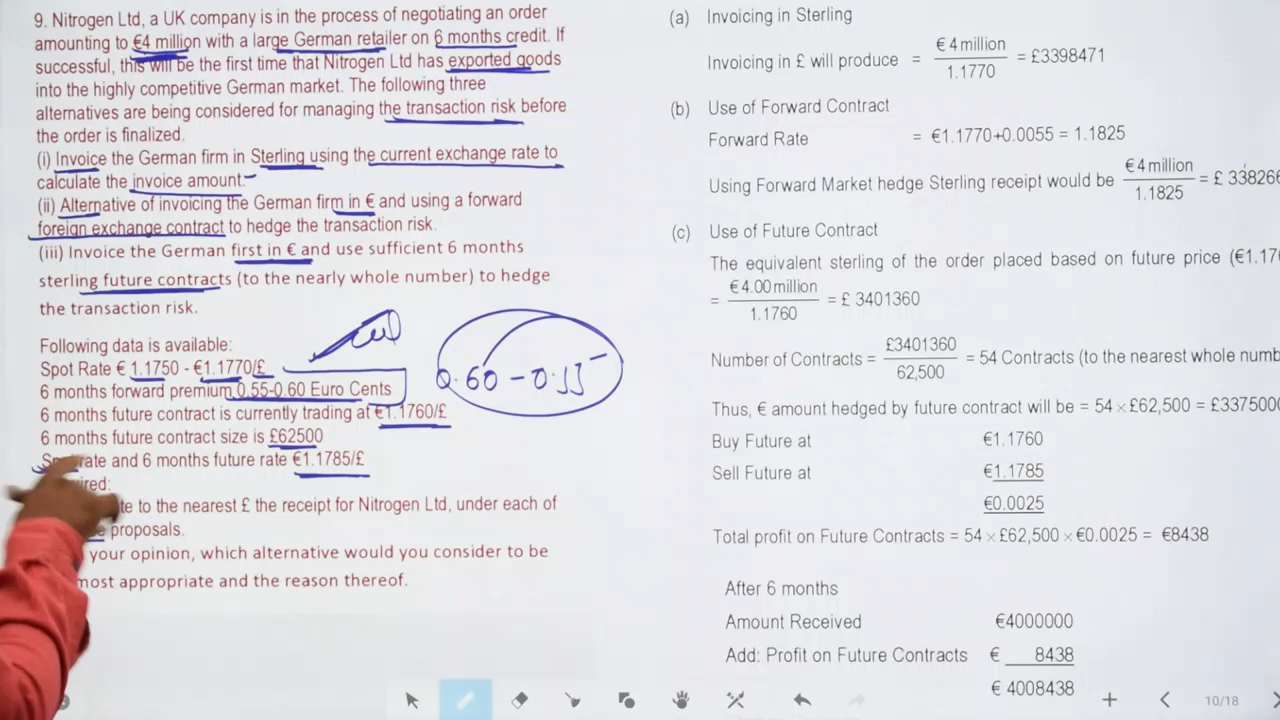 9. Nitrogen Ltd, a UK company is in the process of negotiating an order
amounting to €4 million with a large German retailer on 6 months credit. If
successful, this will be the first time that Nitrogen Ltd has exported goods
into the highly competitive German market. The following three
alternatives are being considered for managing the transaction risk before
the order is finalized.
(i) Invoice the German firm in Sterling using the current exchange rate to
calculate the invoice amount.
(ii) Alternative of invoicing the German firm in € and using a forward
foreign exchange contract to hedge the transaction risk.
(iii) Invoice the German first in € and use sufficient 6 months
sterling future contracts (to the nearly whole number) to hedge
the transaction risk.
Following data is available:
Spot Rate € 1.1750 - €1.1770/£
6 months forward premium 0.55-0.60 Euro Cents
6 months future contract is currently trading at €1.1760/£
6 months future contract size is £62500
rate and 6 months future rate €1.1785/£
to the nearest £ the receipt for Nitrogen Ltd, under each of
proposals.
your opinion, which alternative would you consider to be
most appropriate and the reason thereof.
0.60 - 0.55
(a) Invoicing in Sterling
Invoicing in £ will produce = € 4 million / 1.1770 = £3398471
(b) Use of Forward Contract
Forward Rate = €1.1770+0.0055 = 1.1825
Using Forward Market hedge Sterling receipt would be € 4 million / 1.1825 = £ 338266
(c) Use of Future Contract
The equivalent sterling of the order placed based on future price (€1.17
= € 4.00 million / 1.1760 = £ 3401360
Number of Contracts = £3401360 / 62,500 = 54 Contracts (to the nearest whole numb
Thus, € amount hedged by future contract will be = 54 × £62,500 = £3375000
Buy Future at €1.1760
Sell Future at €1.1785
€0.0025
Total profit on Future Contracts = 54 × £62,500 × €0.0025 = €8438
After 6 months
Amount Received €4000000
Add: Profit on Future Contracts € 8438
€ 4008438
10/18